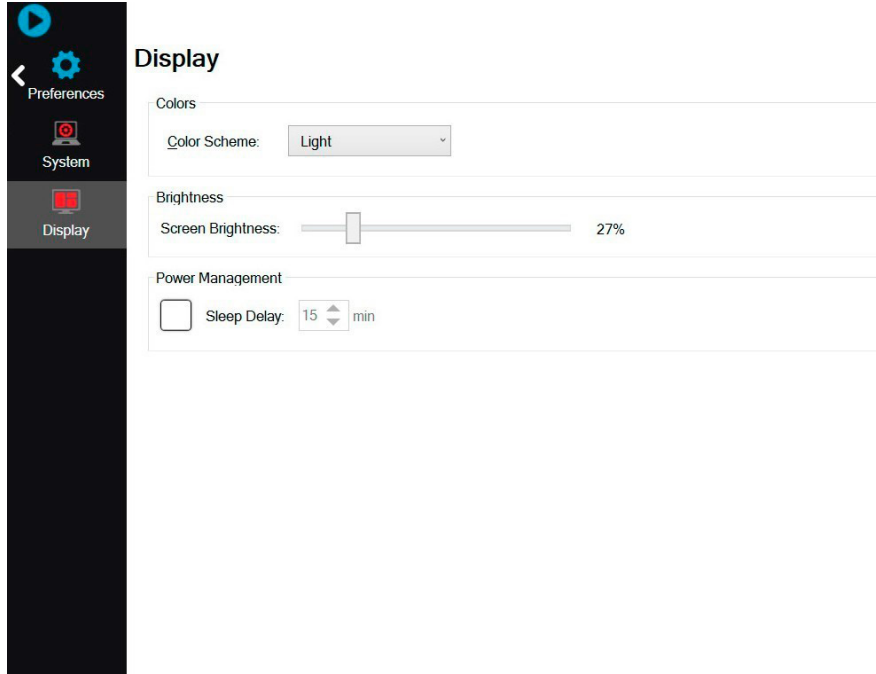 Display
Preferences
System
Display
Colors
Color Scheme: Light
Brightness
Screen Brightness: 27%
Power Management
Sleep Delay: 15 min